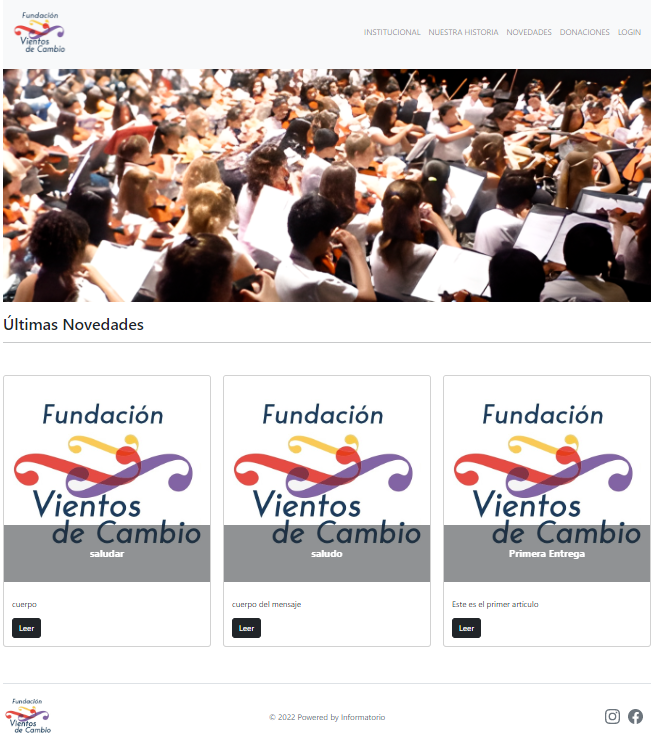 Fundación
Vientos
de Cambio
INSTITUCIONAL NUESTRA HISTORIA NOVEDADES DONACIONES LOGIN
Últimas Novedades
Fundación
Vientos
de Cambio
saludar
cuerpo
Leer
Fundación
Vientos
de Cambio
saludo
cuerpo del mensaje
Leer
Fundación
Vientos
de Cambio
Primera Entrega
Este es el primer artículo
Leer
Fundación
Vientos
de Cambio
© 2022 Powered by Informatorio